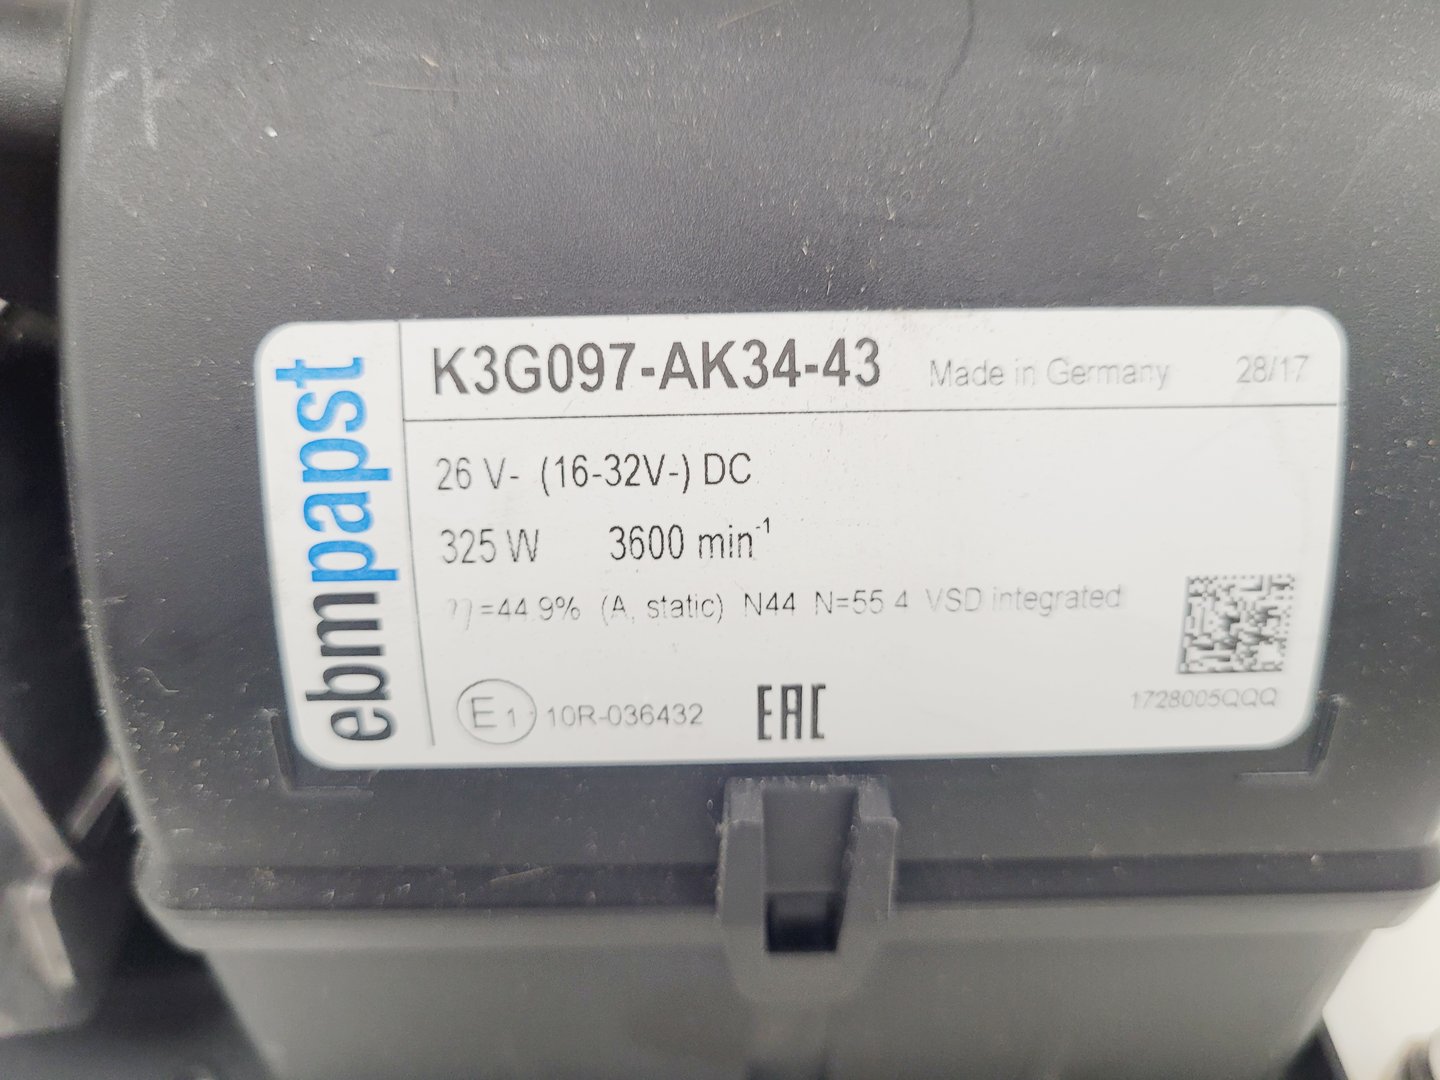 ebmpapst
K3G097-AK34-43 Made in Germany 28/17
26 V- (16-32V-) DC
325 W 3600 min⁻¹
η=44.9% (A, static) N44 N=55.4 VSD integrated
E1 10R-036432 EAC
1728005QQQ